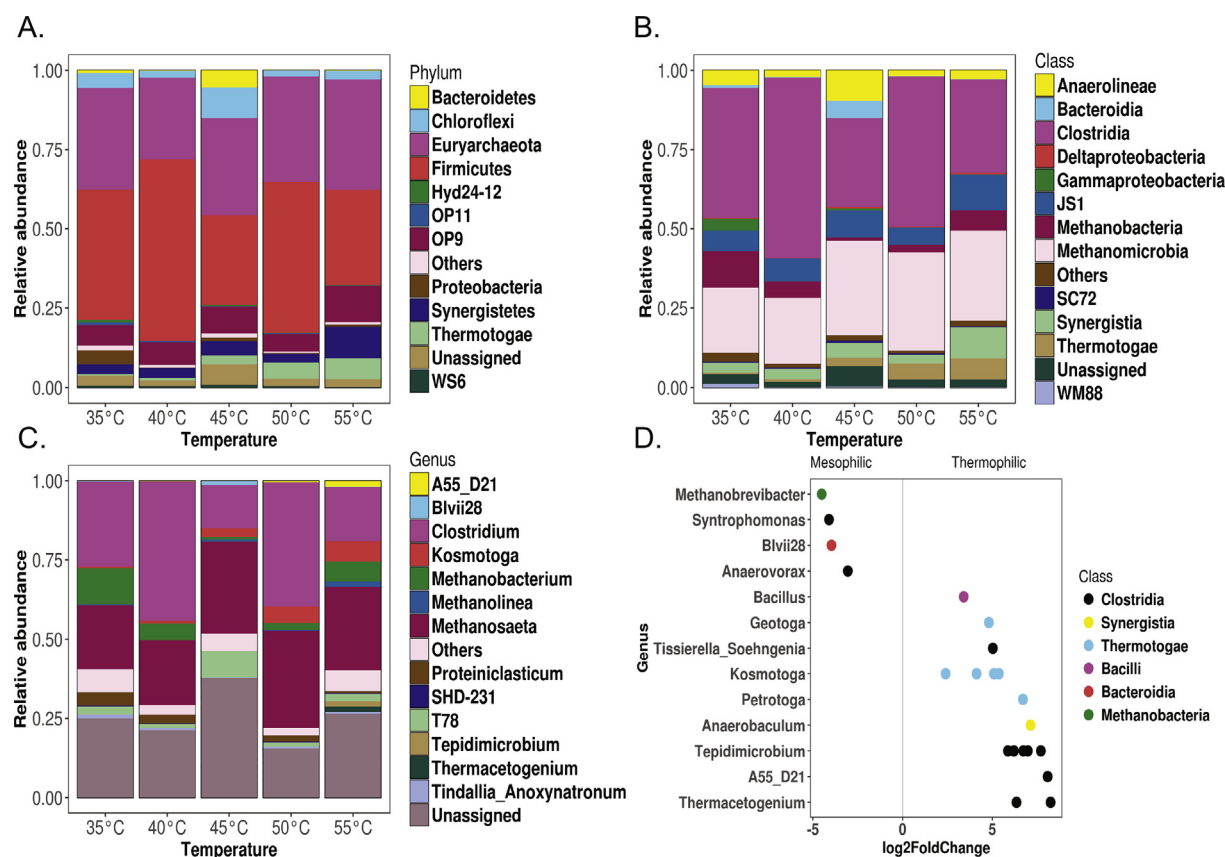 A.
1.00
0.75
0.50
0.25
0.00
Relative abundance
35°C 40°C 45°C 50°C 55°C
Temperature
Phylum
Bacteroidetes
Chloroflexi
Euryarchaeota
Firmicutes
Hyd24-12
OP11
OP9
Others
Proteobacteria
Synergistetes
Thermotogae
Unassigned
WS6
B.
1.00
0.75
0.50
0.25
0.00
Relative abundance
35°C 40°C 45°C 50°C 55°C
Temperature
Class
Anaerolineae
Bacteroidia
Clostridia
Deltaproteobacteria
Gammaproteobacteria
JS1
Methanobacteria
Methanomicrobia
Others
SC72
Synergistia
Thermotogae
Unassigned
WM88
C.
1.00
0.75
0.50
0.25
0.00
Relative abundance
35°C 40°C 45°C 50°C 55°C
Temperature
Genus
A55_D21
Blvii28
Clostridium
Kosmotoga
Methanobacterium
Methanolinea
Methanosaeta
Others
Proteiniclasticum
SHD-231
T78
Tepidimicrobium
Thermacetogenium
Tindallia_Anoxynatronum
Unassigned
D.
Mesophilic Thermophilic
Genus
Methanobrevibacter
Syntrophomonas
Blvii28
Anaerovorax
Bacillus
Geotoga
Tissierella_Soehngenia
Kosmotoga
Petrotoga
Anaerobaculum
Tepidimicrobium
A55_D21
Thermacetogenium
-5 0 5
log2FoldChange
Class
Clostridia
Synergistia
Thermotogae
Bacilli
Bacteroidia
Methanobacteria